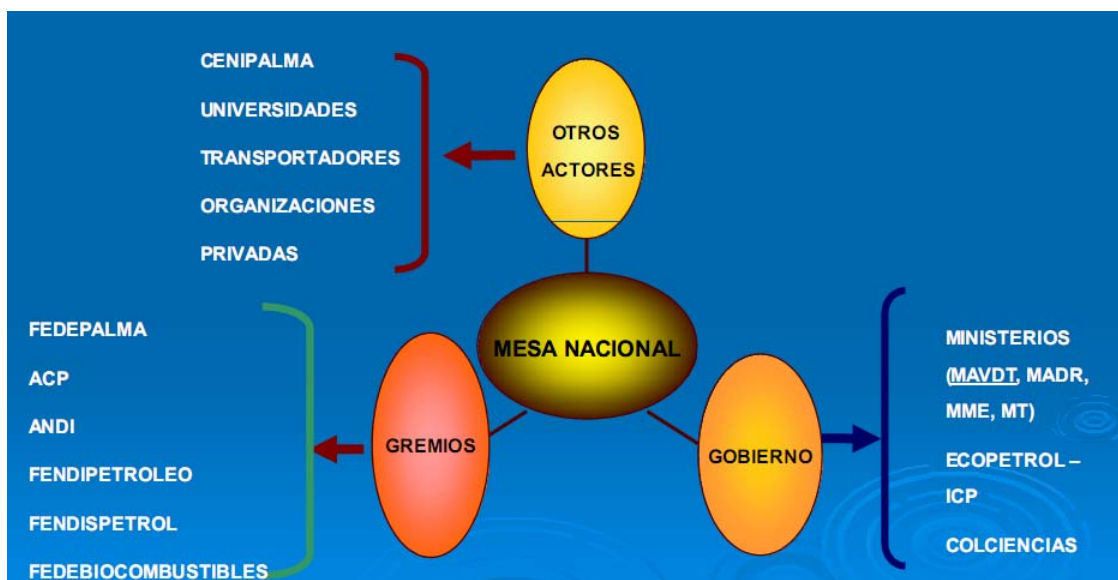 CENIPALMA
UNIVERSIDADES
TRANSPORTADORES
ORGANIZACIONES
PRIVADAS
OTROS
ACTORES
MESA NACIONAL
FEDEPALMA
ACP
ANDI
FENDIPETROLEO
FENDISPETROL
FEDEBIOCOMBUSTIBLES
GREMIOS
GOBIERNO
MINISTERIOS
(MAVDT, MADR,
MME, MT)
ECOPETROL –
ICP
COLCIENCIAS